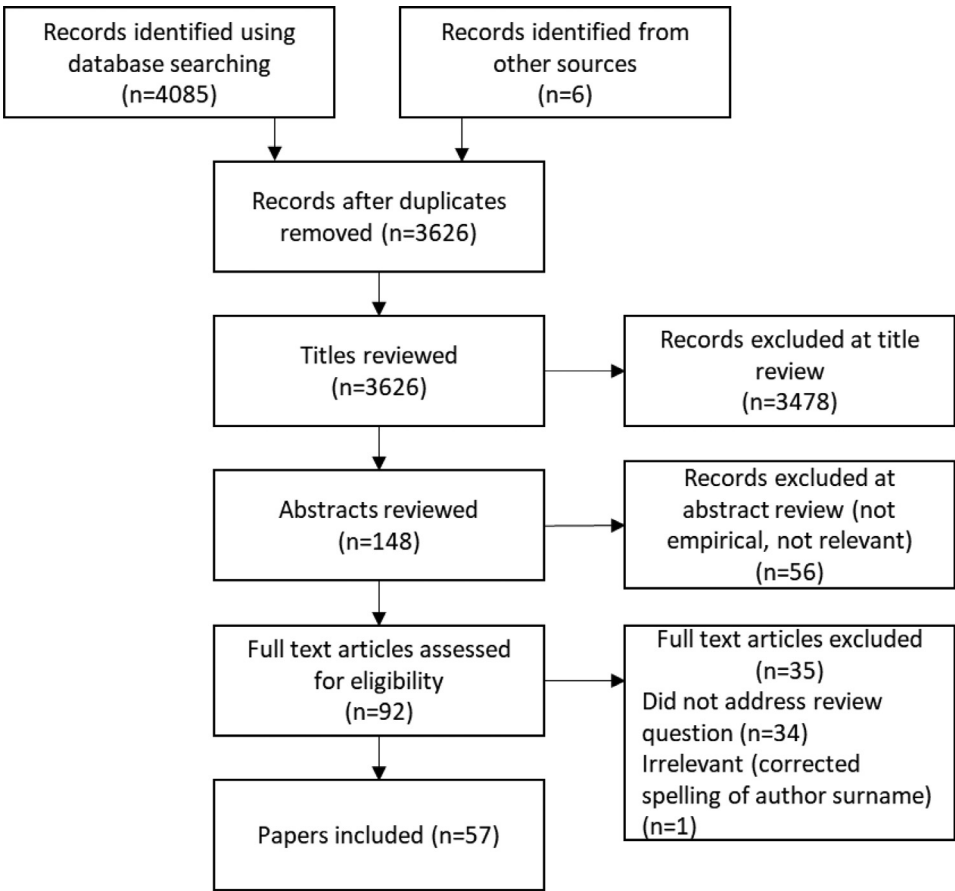 Records identified using
database searching
(n=4085)
Records identified from
other sources
(n=6)
Records after duplicates
removed (n=3626)
Titles reviewed
(n=3626)
Records excluded at title
review
(n=3478)
Abstracts reviewed
(n=148)
Records excluded at
abstract review (not
empirical, not relevant)
(n=56)
Full text articles assessed
for eligibility
(n=92)
Full text articles excluded
(n=35)
Did not address review
question (n=34)
Irrelevant (corrected
spelling of author surname)
(n=1)
Papers included (n=57)